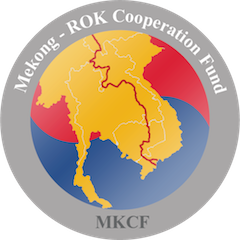 Mekong - ROK Cooperation Fund
MKCF